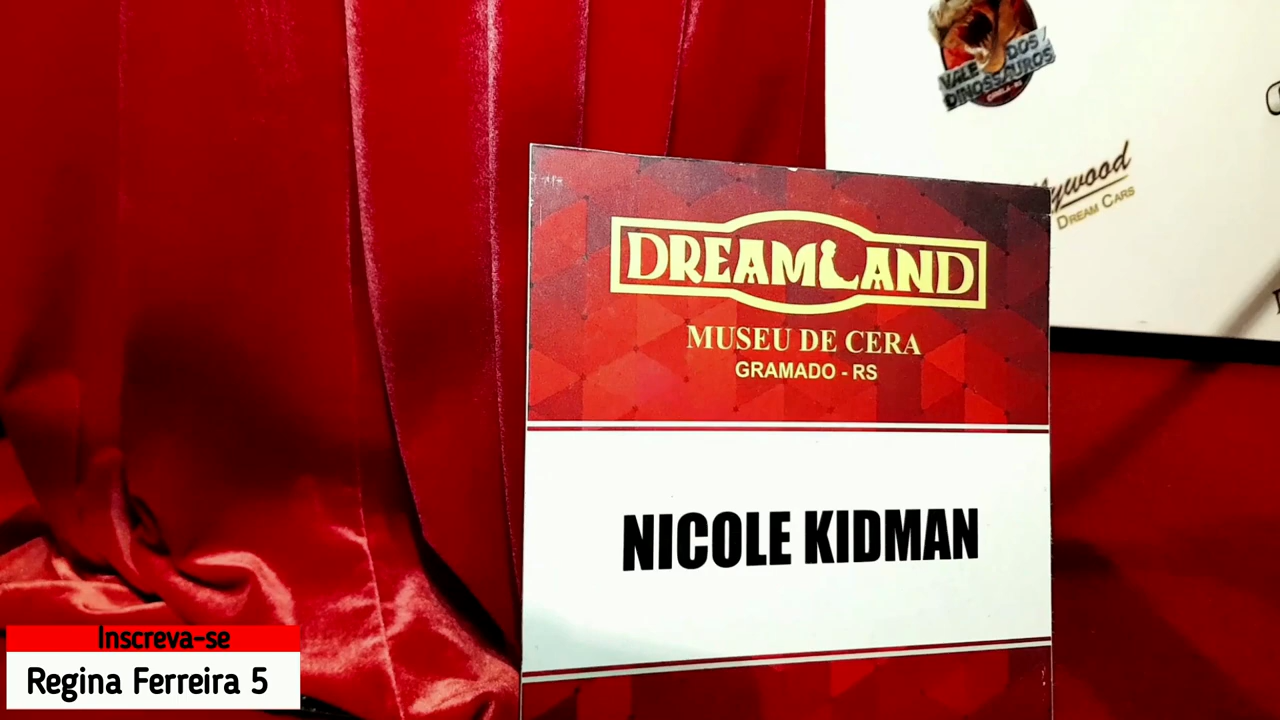 VALE DOS
DINOSSAUROS
DREAM CARS
DREAMLAND
MUSEU DE CERA
GRAMADO - RS
NICOLE KIDMAN
Inscreva-se
Regina Ferreira 5